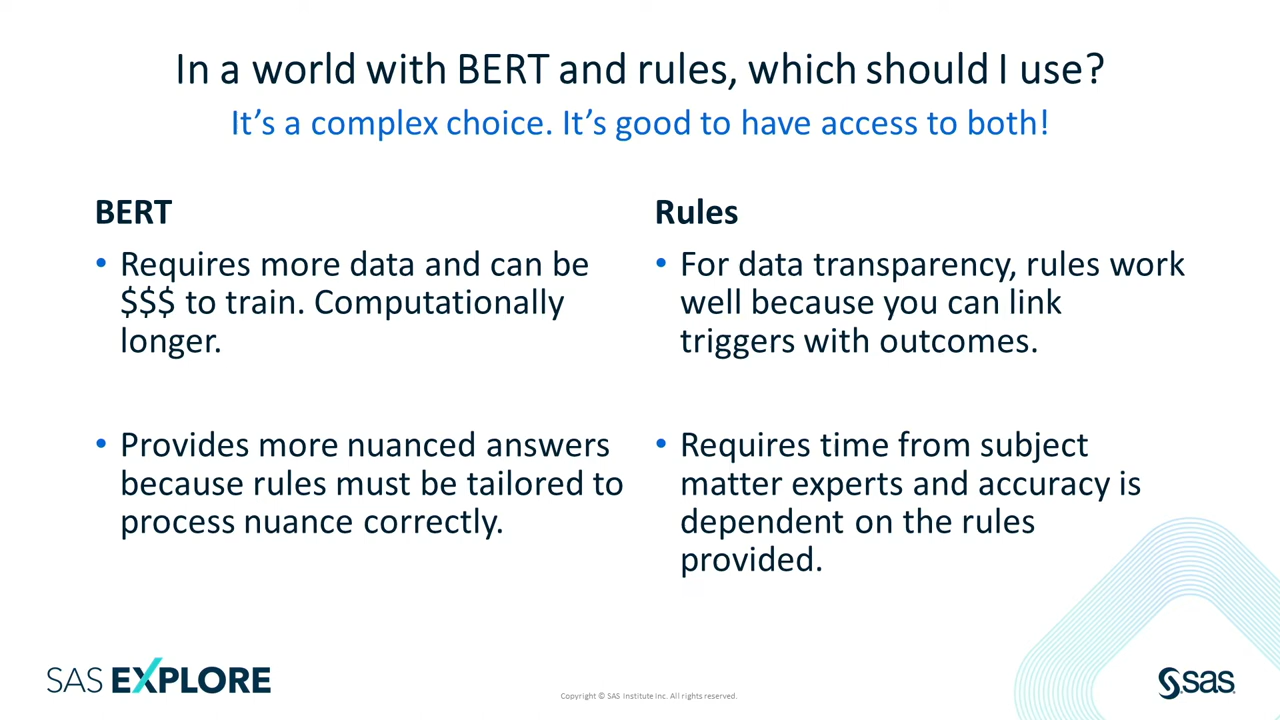 In a world with BERT and rules, which should I use?
It's a complex choice. It's good to have access to both!
BERT
• Requires more data and can be
$$$ to train. Computationally
longer.
• Provides more nuanced answers
because rules must be tailored to
process nuance correctly.
Rules
• For data transparency, rules work
well because you can link
triggers with outcomes.
• Requires time from subject
matter experts and accuracy is
dependent on the rules
provided.
SAS EXPLORE
Copyright © SAS Institute Inc. All rights reserved.
sas